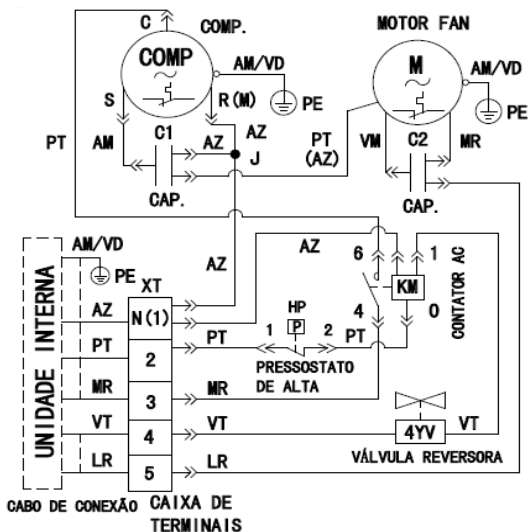 C
COMP.
MOTOR FAN
COMP
AM/VD
M
AM/VD
S
R(M)
PE
PE
PT
AM
C1
AZ
AZ
J
PT
(AZ)
VM
C2
MR
CAP.
CAP.
AM/VD
PE
AZ
AZ
6
1
KM
4
0
CONTATOR AC
UNIDADE INTERNA
XT
AZ
N(1)
HP
P
PT
2
PT
1
2
PT
PRESSOSTATO
DE ALTA
MR
3
MR
VT
4
VT
4YV
VT
VÁLVULA REVERSORA
LR
5
LR
CABO DE CONEXÃO
CAIXA DE
TERMINAIS